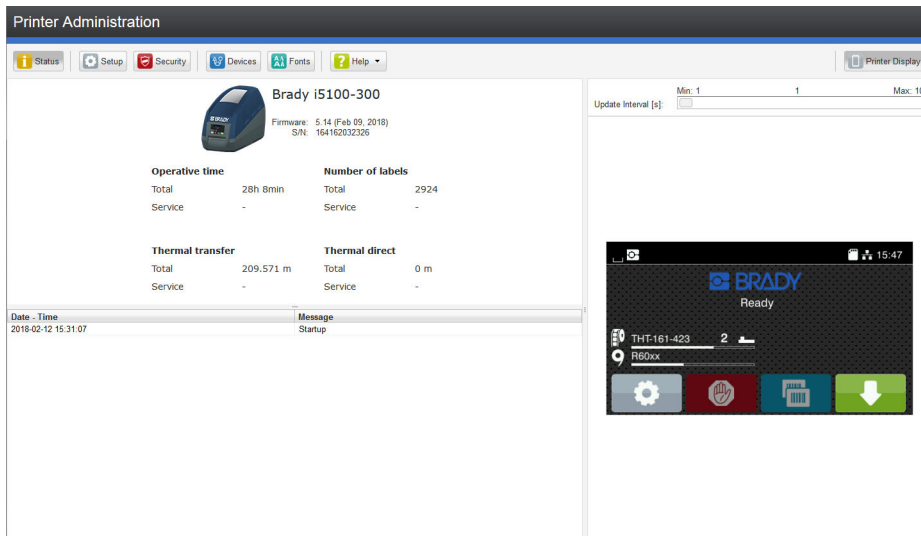 Printer Administration
Status Setup Security Devices Fonts Help Printer Display
Brady i5100-300
Firmware: 5.14 (Feb 09, 2018)
S/N: 164162032326
Operative time Number of labels
Total 28h 8min Total 2924
Service - Service -
Thermal transfer Thermal direct
Total 209.571 m Total 0 m
Service - Service -
Date - Time Message
2018-02-12 15:31:07 Startup
Min: 1 1 Max: 10
Update Interval [s]:
15:47
BRADY
Ready
THT-161-423 2
R60xx